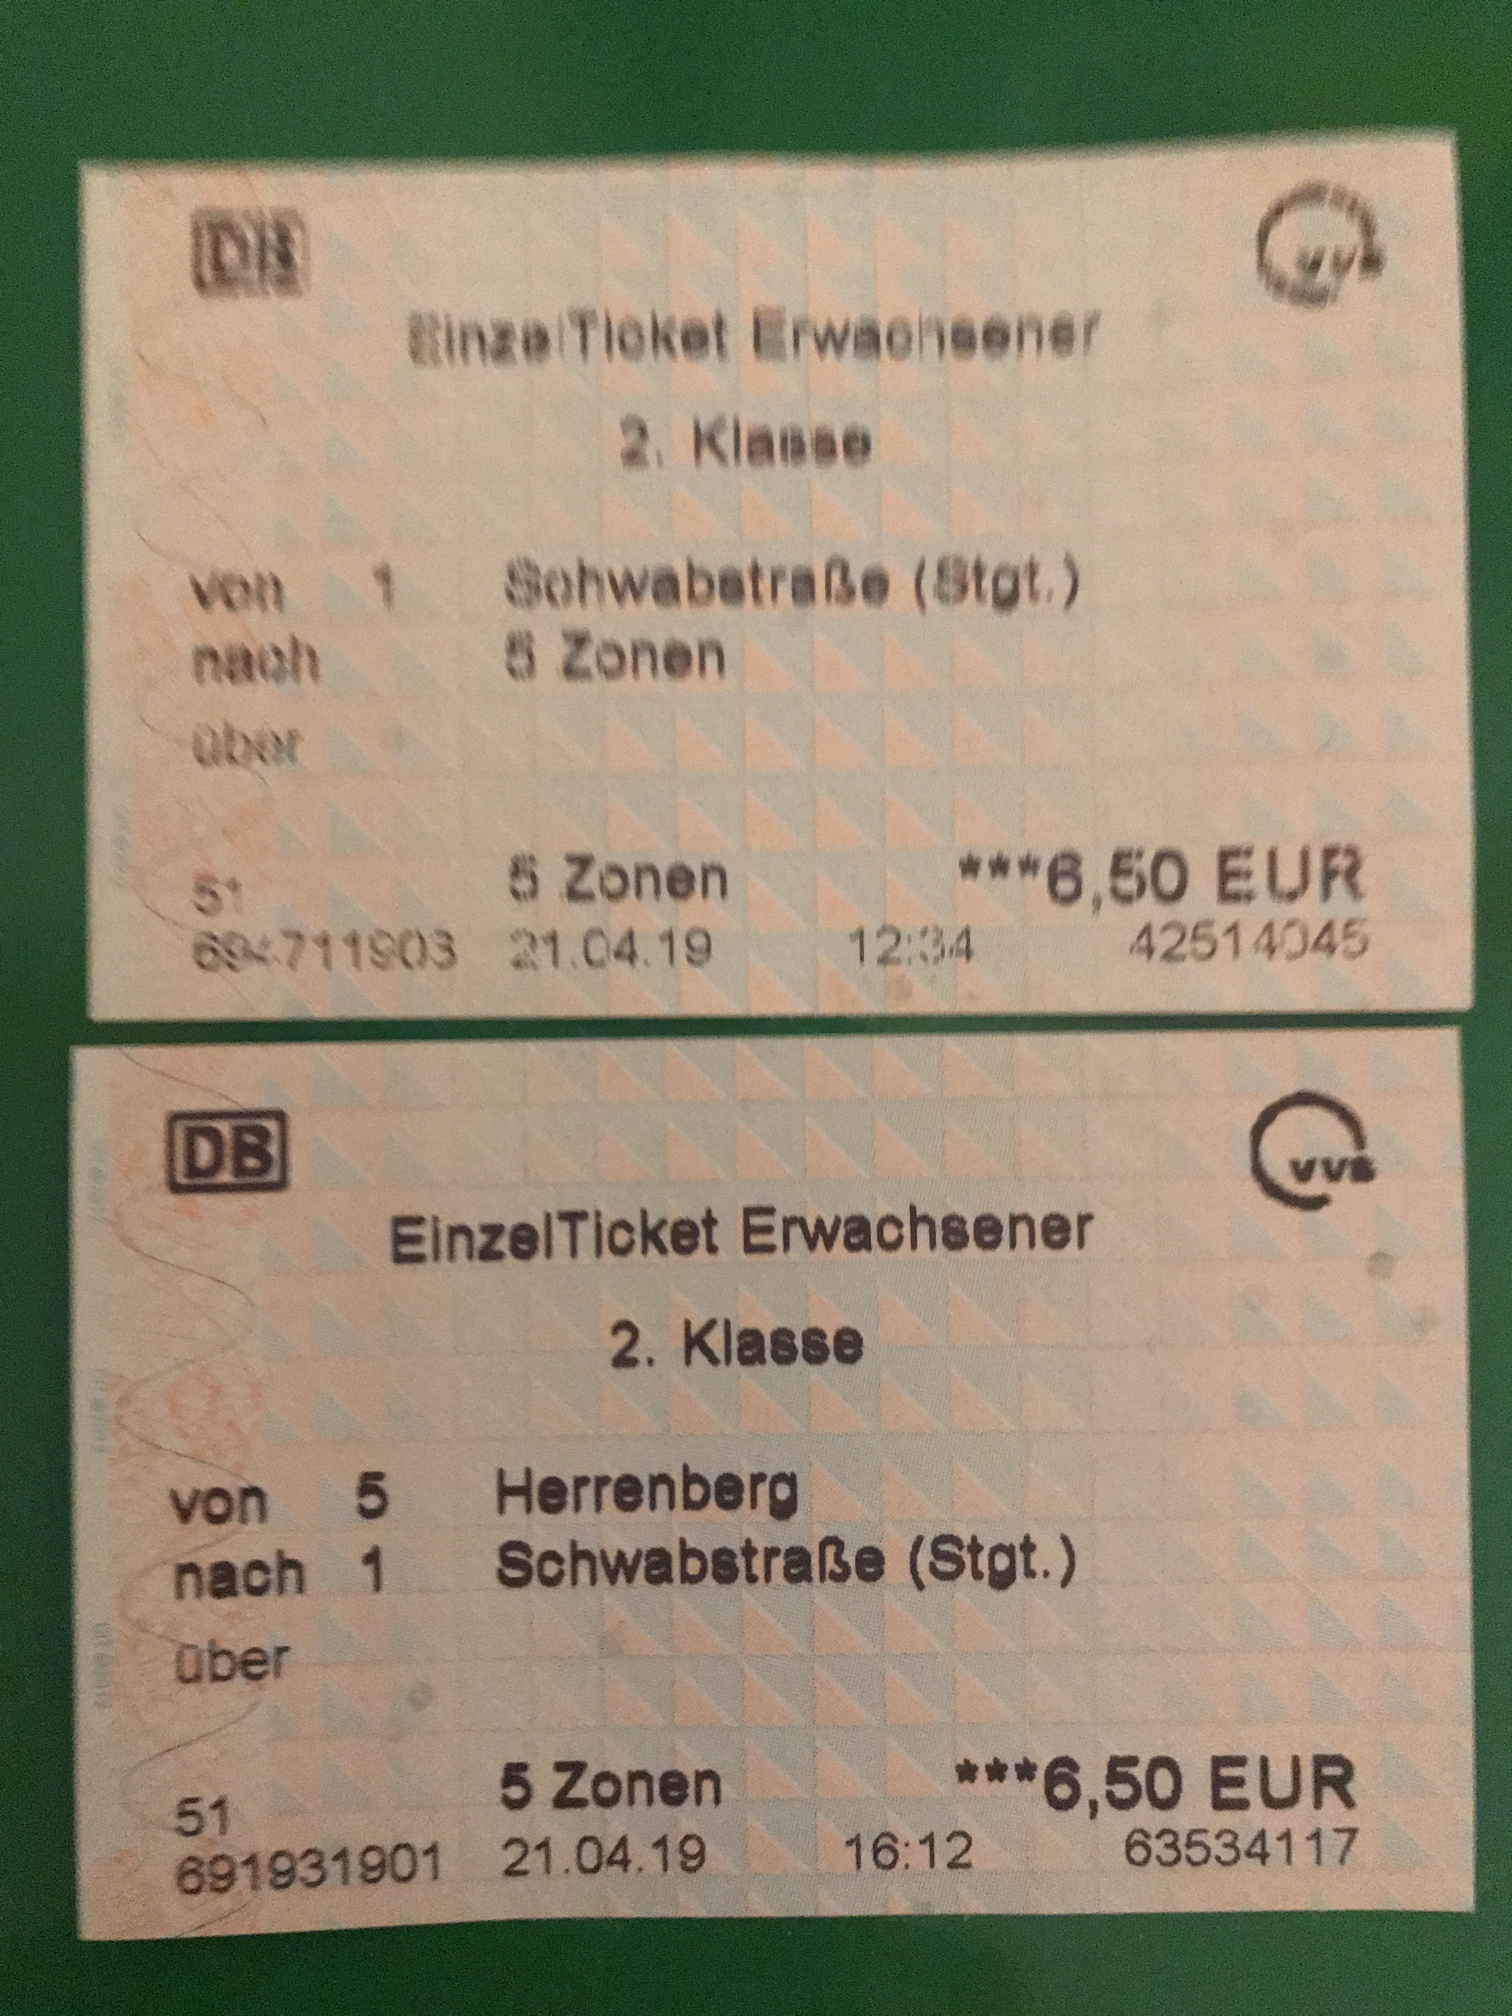 DB
VVS
EinzelTicket Erwachsener
2. Klasse
von 1 Schwabstraße (Stgt.)
nach 5 Zonen
über
5 Zonen ***6,50 EUR
51
694711903 21.04.19 12:34 42514045
DB
VVS
EinzelTicket Erwachsener
2. Klasse
von 5 Herrenberg
nach 1 Schwabstraße (Stgt.)
über
5 Zonen ***6,50 EUR
51
691931901 21.04.19 16:12 63534117